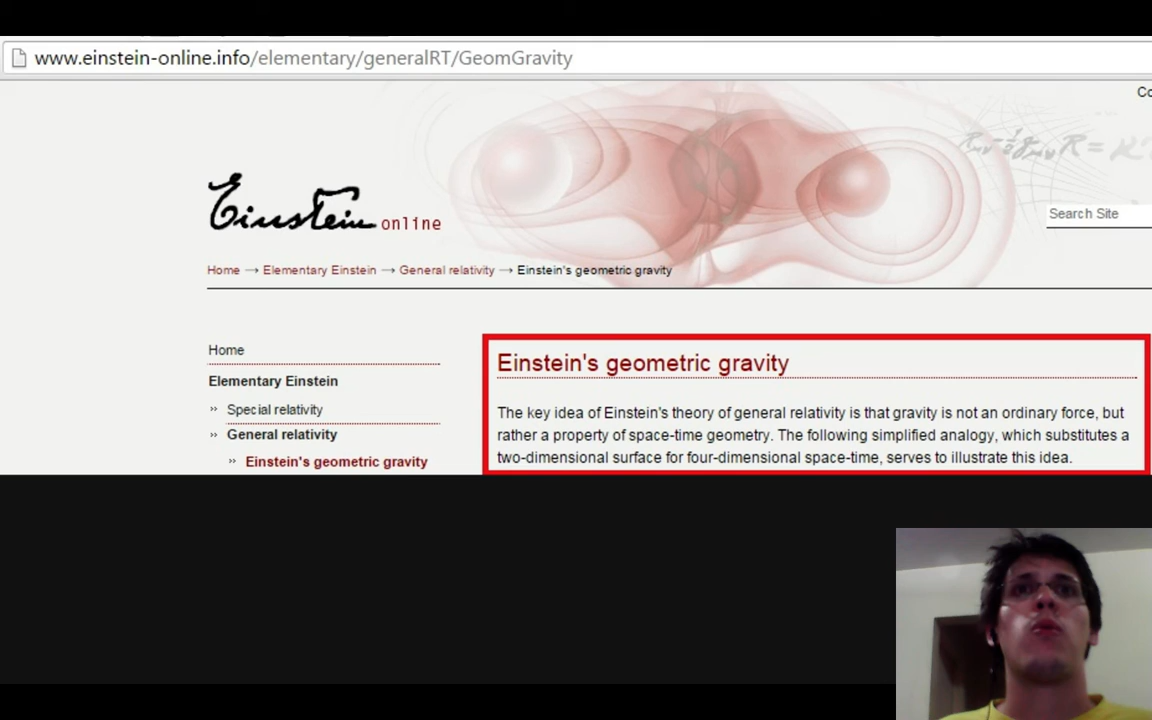 www.einstein-online.info/elementary/generalRT/GeomGravity
Einstein online
Search Site
Home → Elementary Einstein → General relativity → Einstein's geometric gravity
Home
Elementary Einstein
›› Special relativity
›› General relativity
›› Einstein's geometric gravity
Einstein's geometric gravity
The key idea of Einstein's theory of general relativity is that gravity is not an ordinary force, but
rather a property of space-time geometry. The following simplified analogy, which substitutes a
two-dimensional surface for four-dimensional space-time, serves to illustrate this idea.